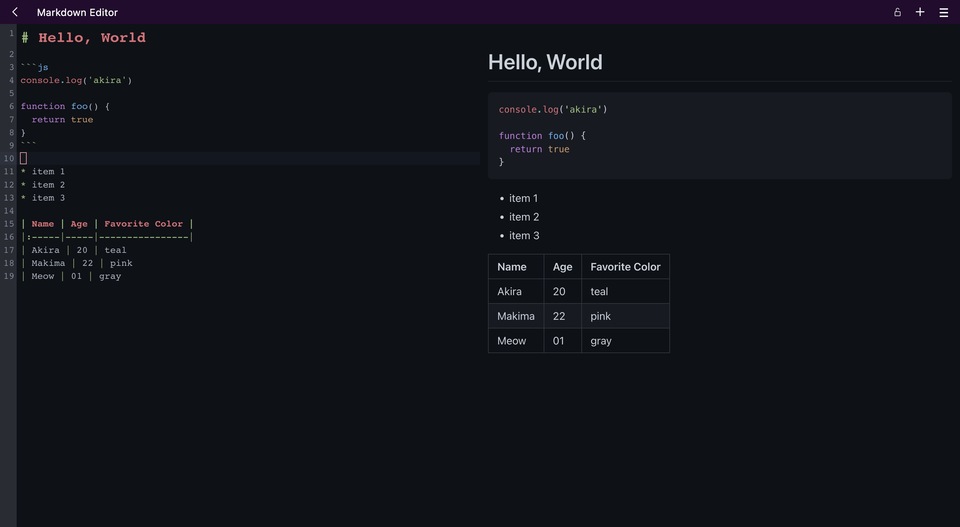 Markdown Editor
1 # Hello, World
2
3 ```js
4 console.log('akira')
5
6 function foo() {
7   return true
8 }
9 ```
10
11 * item 1
12 * item 2
13 * item 3
14
15 | Name | Age | Favorite Color |
16 |:-----|-----|---------------|
17 | Akira | 20 | teal
18 | Makima | 22 | pink
19 | Meow | 01 | gray
Hello, World
console.log('akira')
function foo() {
  return true
}
• item 1
• item 2
• item 3
Name Age Favorite Color
Akira 20 teal
Makima 22 pink
Meow 01 gray